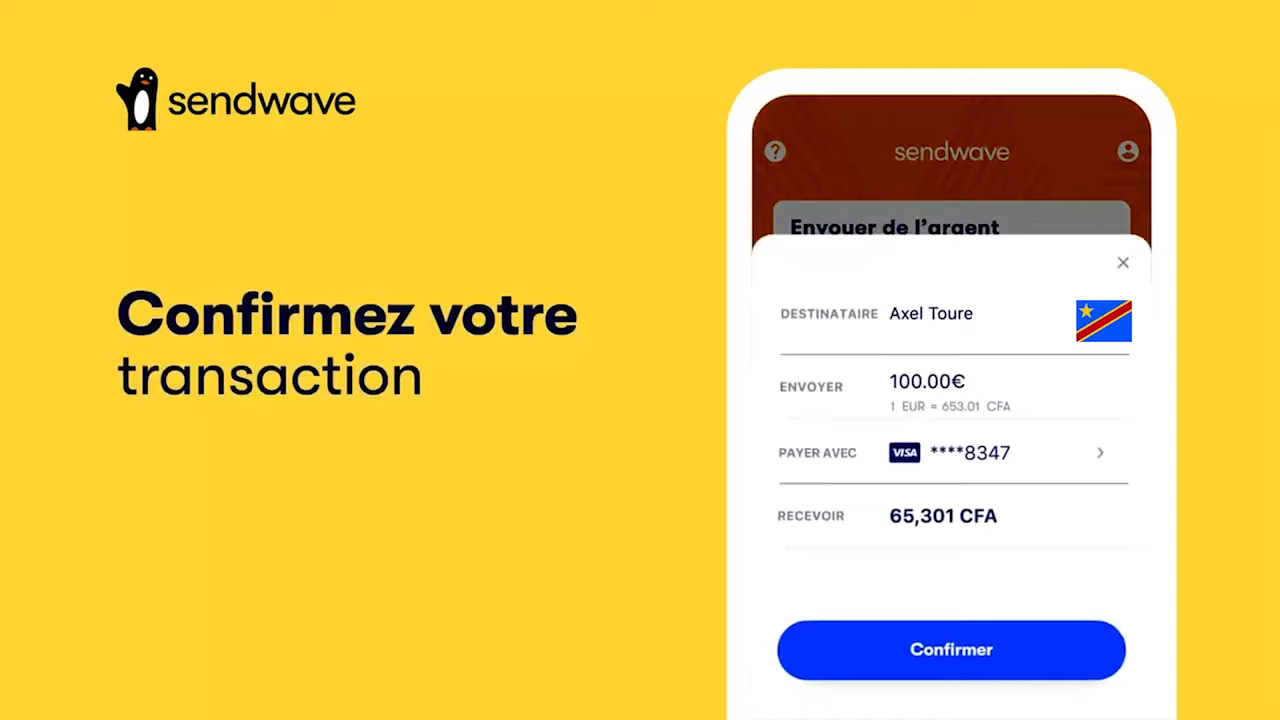 sendwave
Confirmez votre
transaction
?
sendwave
Envoyer de l'argent
DESTINATAIRE Axel Toure
ENVOYER 100.00€
1 EUR = 653.01 CFA
PAYER AVEC VISA ****8347
RECEVOIR 65,301 CFA
Confirmer